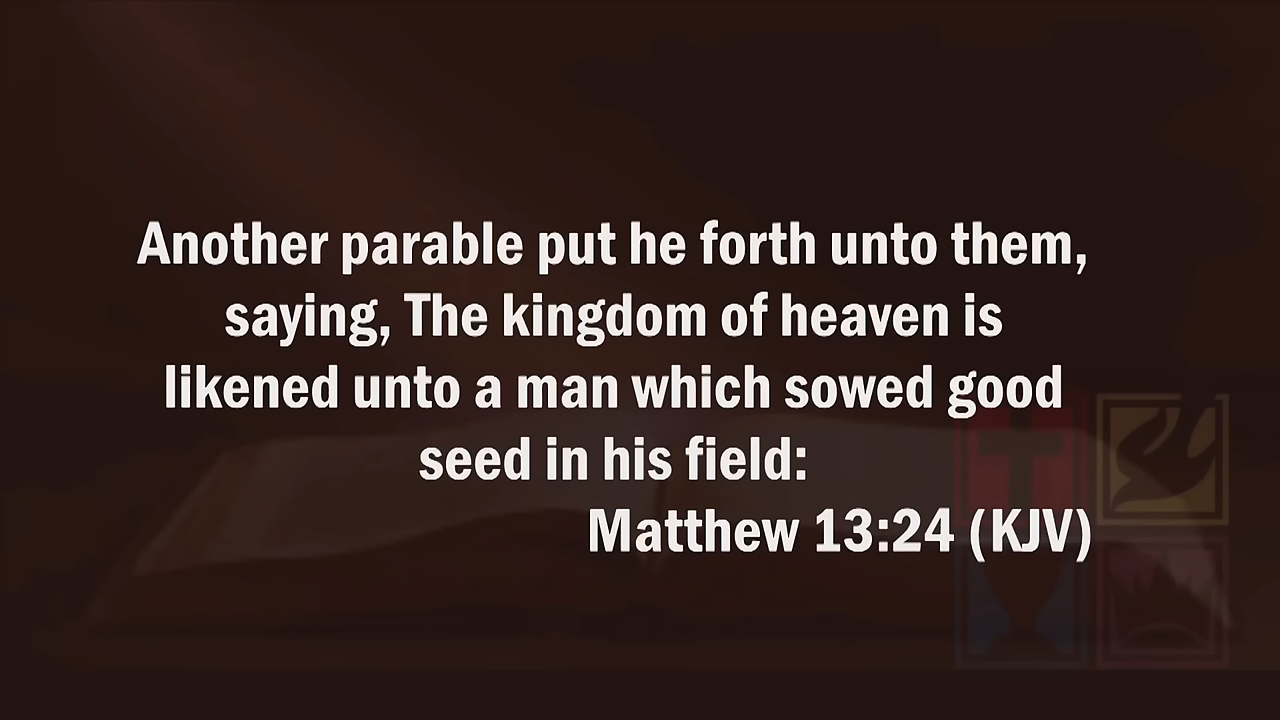 Another parable put he forth unto them,
saying, The kingdom of heaven is
likened unto a man which sowed good
seed in his field:
Matthew 13:24 (KJV)